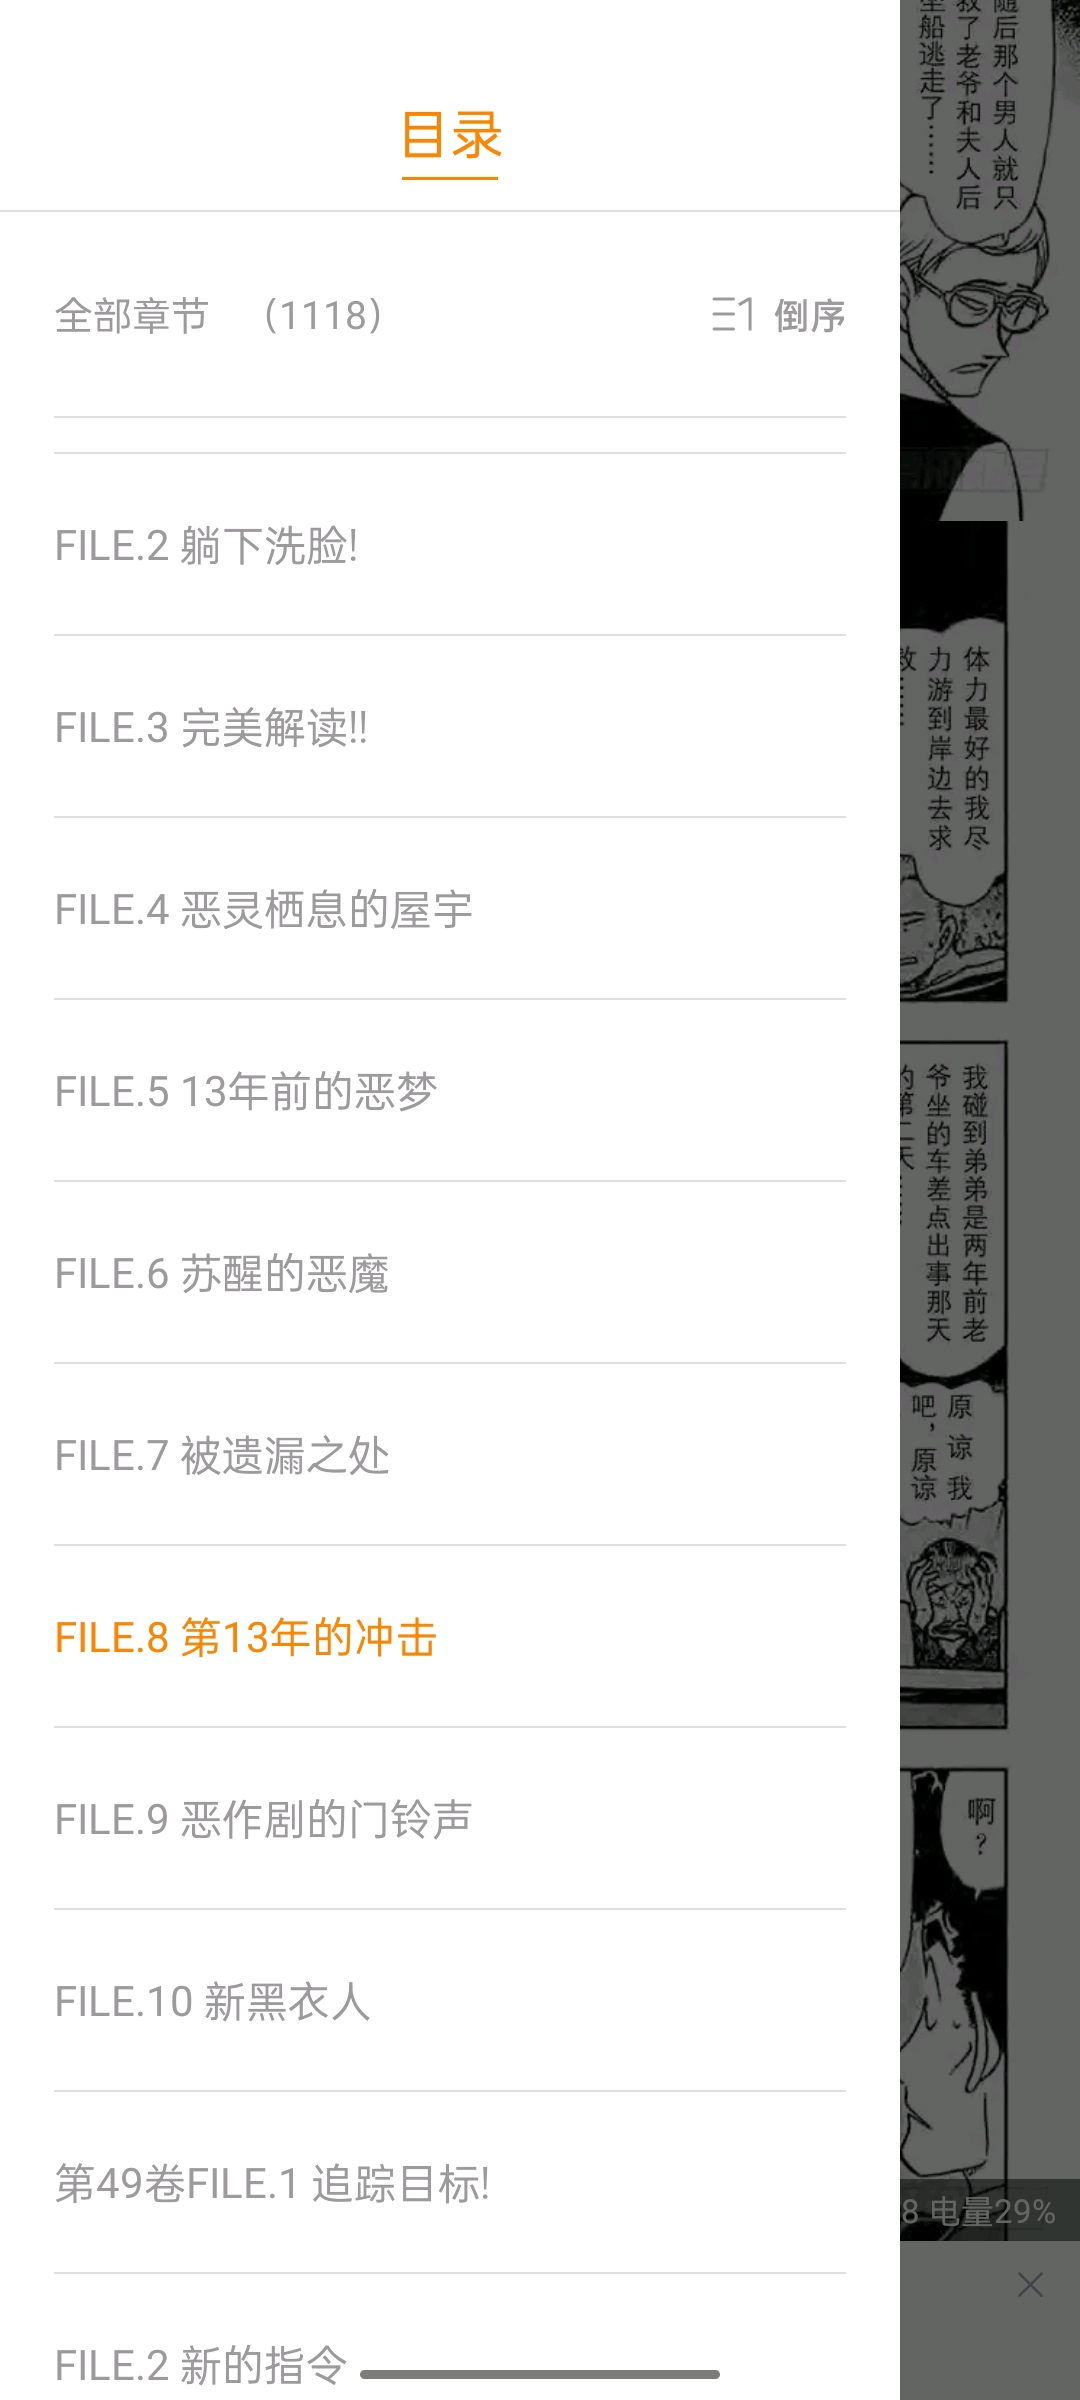 目录
全部章节 （1118）
倒序
FILE.2 躺下洗脸!
FILE.3 完美解读!!
FILE.4 恶灵栖息的屋宇
FILE.5 13年前的恶梦
FILE.6 苏醒的恶魔
FILE.7 被遗漏之处
FILE.8 第13年的冲击
FILE.9 恶作剧的门铃声
FILE.10 新黑衣人
第49卷FILE.1 追踪目标!
FILE.2 新的指令
随后那个男人就只
救了老爷和夫人后
坐船逃走了……
体力最好的我尽
力游到岸边去求
救……
我碰到弟弟是两年前老
爷坐的车差点出事那天
的第二天……
原谅我
吧，原谅
啊？
8 电量29%